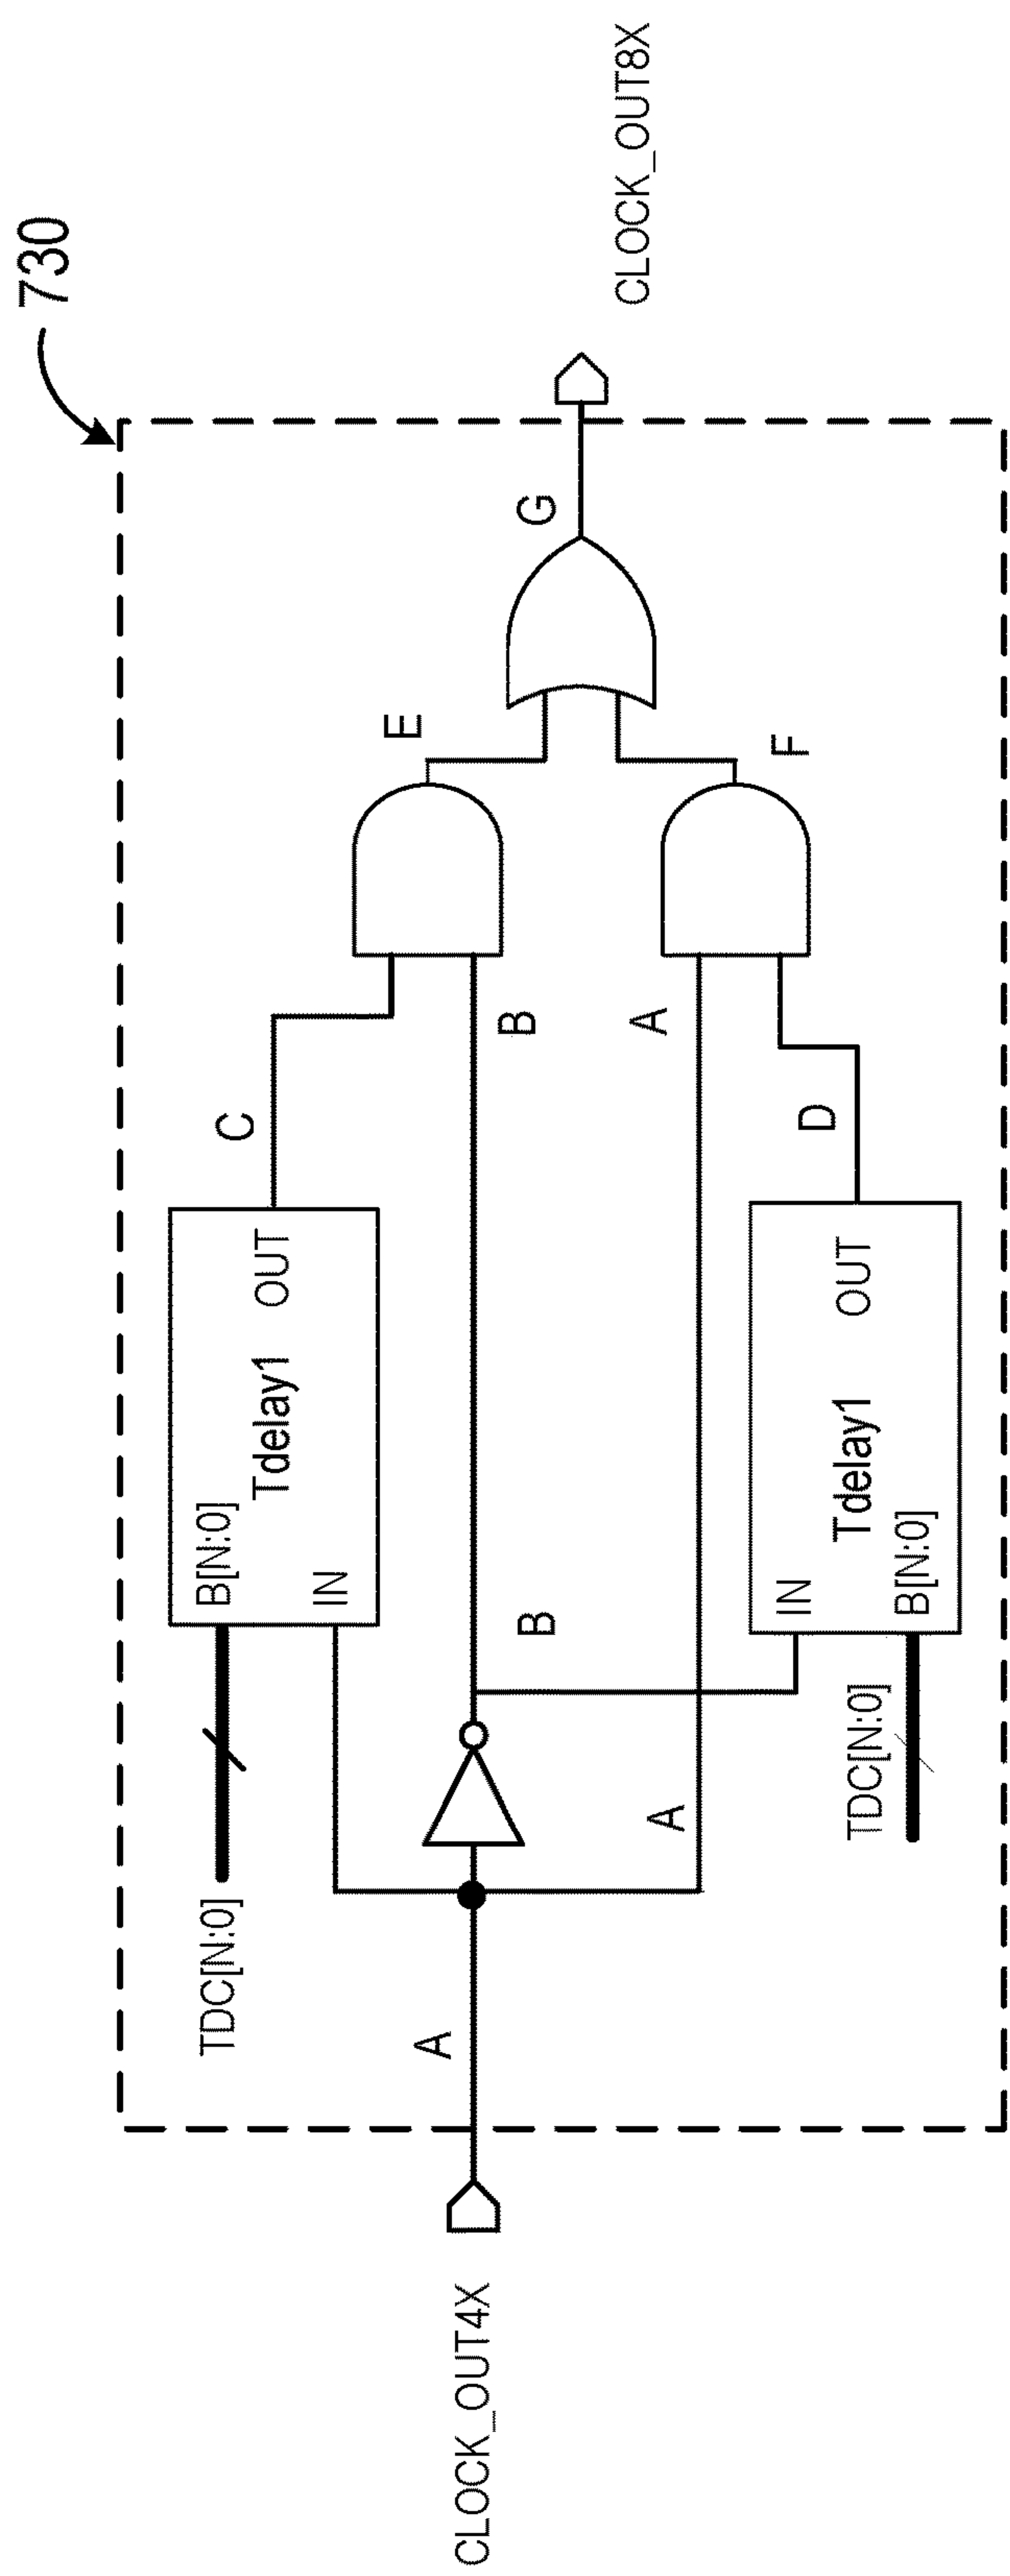 730
TDC[N:0]
B[N:0]
Tdelay1
IN
OUT
C
E
A
B
B
G
CLOCK_OUT4X
CLOCK_OUT8X
A
A
F
IN
Tdelay1
OUT
D
B[N:0]
TDC[N:0]